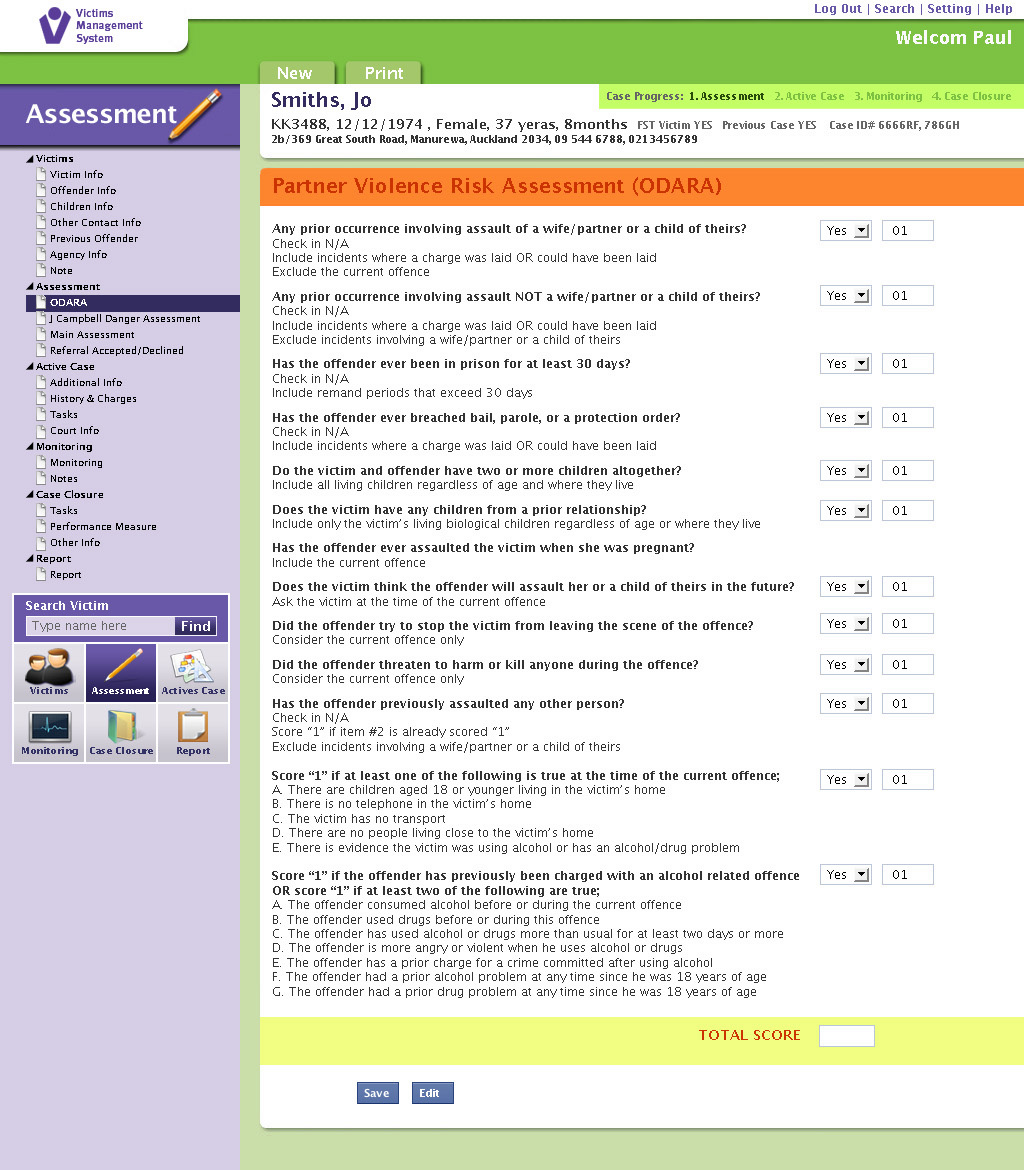 Victims
Management
System
Log Out | Search | Setting | Help
Welcom Paul
New
Print
Assessment
Smiths, Jo
Case Progress: 1. Assessment 2. Active Case 3. Monitoring 4. Case Closure
KK3488, 12/12/1974 , Female, 37 yeras, 8months FST Victim YES Previous Case YES Case ID# 6666RF, 786GH
2b/369 Great South Road, Manurewa, Auckland 2034, 09 544 6788, 0213456789
Victims
Victim Info
Offender Info
Children Info
Other Contact Info
Previous Offender
Agency Info
Note
Assessment
ODARA
J Campbell Danger Assessment
Main Assessment
Referral Accepted/Declined
Active Case
Additional Info
History & Charges
Tasks
Court Info
Monitoring
Monitoring
Notes
Case Closure
Tasks
Performance Measure
Other Info
Report
Report
Search Victim
Type name here
Find
Victims
Assessment
Actives Case
Monitoring
Case Closure
Report
Partner Violence Risk Assessment (ODARA)
Any prior occurrence involving assault of a wife/partner or a child of theirs? Yes 01
Check in N/A
Include incidents where a charge was laid OR could have been laid
Exclude the current offence
Any prior occurrence involving assault NOT a wife/partner or a child of theirs? Yes 01
Check in N/A
Include incidents where a charge was laid OR could have been laid
Exclude incidents involving a wife/partner or a child of theirs
Has the offender ever been in prison for at least 30 days? Yes 01
Check in N/A
Include remand periods that exceed 30 days
Has the offender ever breached bail, parole, or a protection order? Yes 01
Check in N/A
Include incidents where a charge was laid OR could have been laid
Do the victim and offender have two or more children altogether? Yes 01
Include all living children regardless of age and where they live
Does the victim have any children from a prior relationship? Yes 01
Include only the victim's living biological children regardless of age or where they live
Has the offender ever assaulted the victim when she was pregnant?
Include the current offence
Does the victim think the offender will assault her or a child of theirs in the future? Yes 01
Ask the victim at the time of the current offence
Did the offender try to stop the victim from leaving the scene of the offence? Yes 01
Consider the current offence only
Did the offender threaten to harm or kill anyone during the offence? Yes 01
Consider the current offence only
Has the offender previously assaulted any other person? Yes 01
Check in N/A
Score “1” if item #2 is already scored “1”
Exclude incidents involving a wife/partner or a child of theirs
Score “1” if at least one of the following is true at the time of the current offence; Yes 01
A. There are children aged 18 or younger living in the victim's home
B. There is no telephone in the victim's home
C. The victim has no transport
D. There are no people living close to the victim's home
E. There is evidence the victim was using alcohol or has an alcohol/drug problem
Score “1” if the offender has previously been charged with an alcohol related offence Yes 01
OR score “1” if at least two of the following are true;
A. The offender consumed alcohol before or during the current offence
B. The offender used drugs before or during this offence
C. The offender has used alcohol or drugs more than usual for at least two days or more
D. The offender is more angry or violent when he uses alcohol or drugs
E. The offender has a prior charge for a crime committed after using alcohol
F. The offender had a prior alcohol problem at any time since he was 18 years of age
G. The offender had a prior drug problem at any time since he was 18 years of age
TOTAL SCORE
Save
Edit